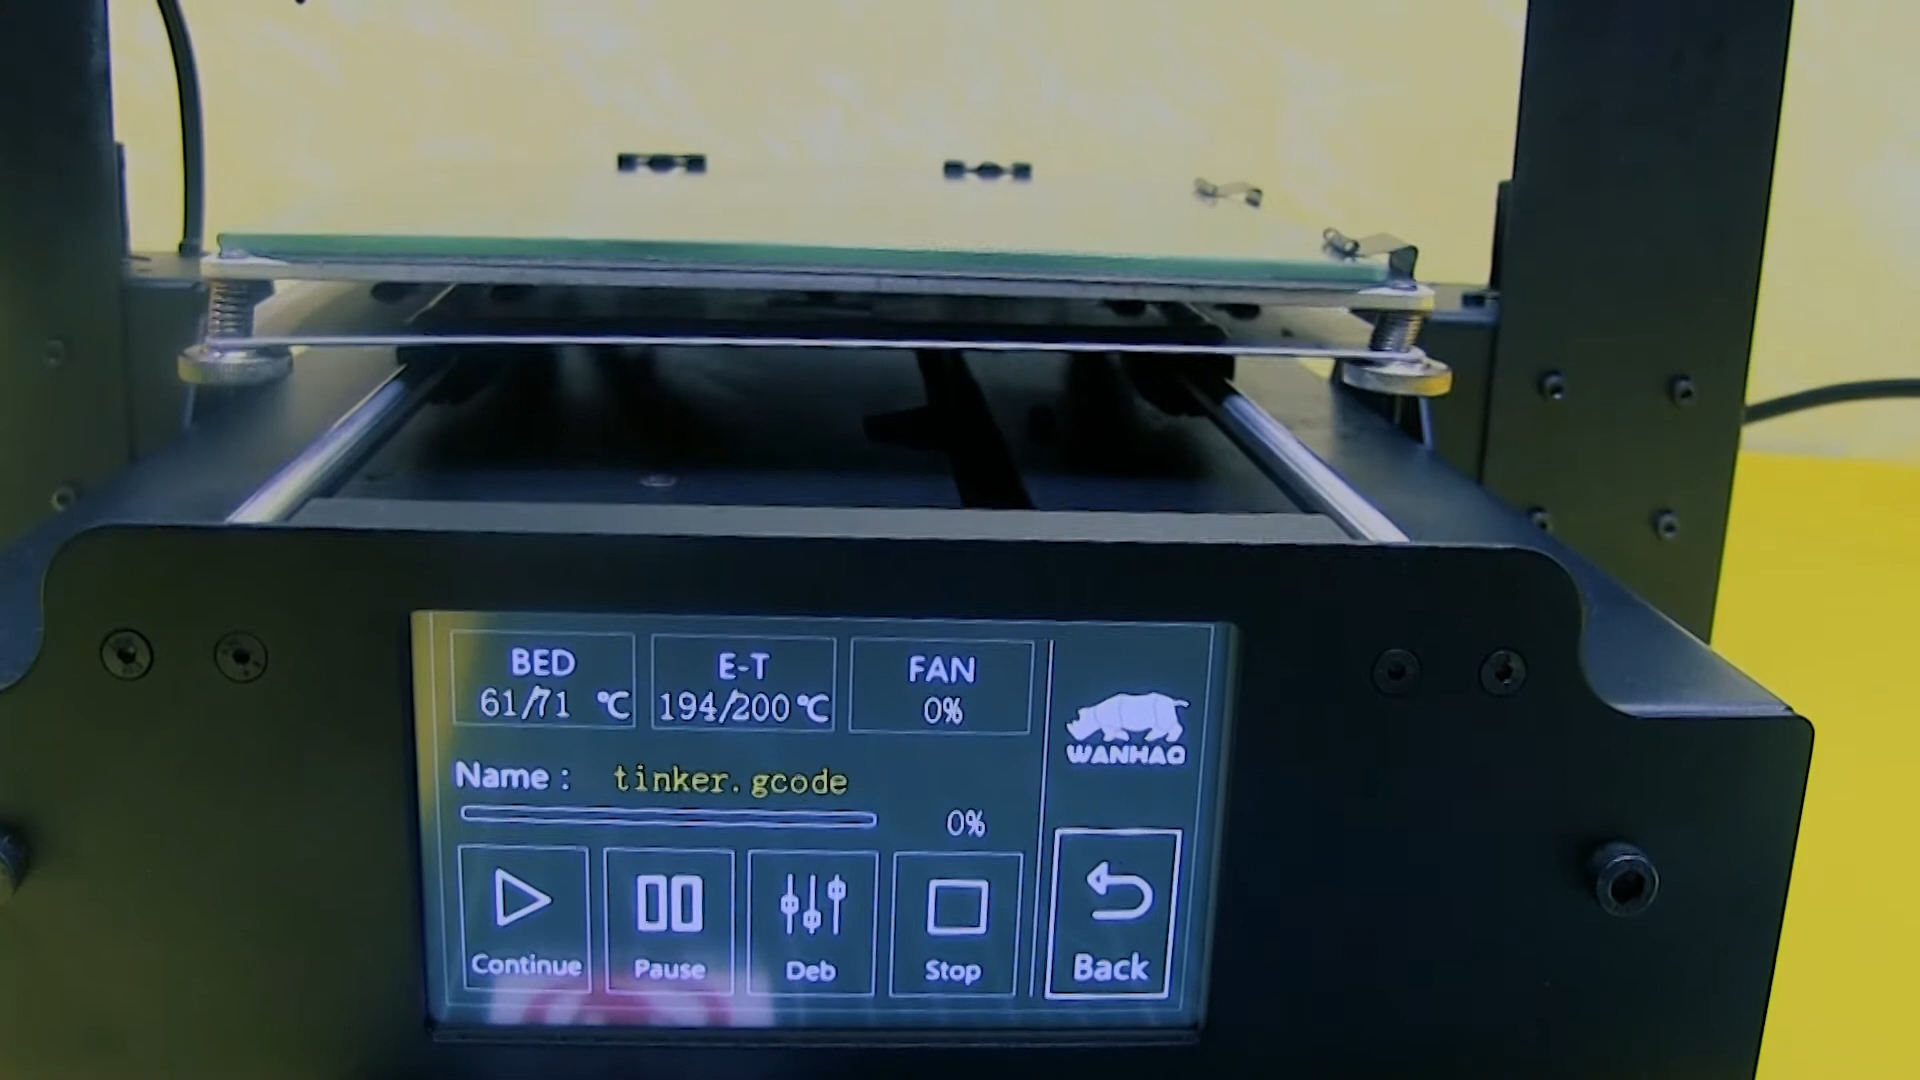 BED
61/71 ℃
E-T
194/200℃
FAN
0%
WANHAO
Name : tinker.gcode
0%
Continue
Pause
Deb
Stop
Back